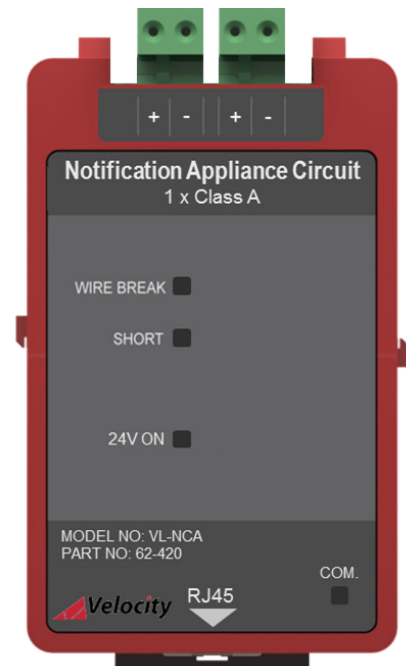 + - + -
Notification Appliance Circuit
1 x Class A
WIRE BREAK
SHORT
24V ON
MODEL NO: VL-NCA
PART NO: 62-420
COM.
Velocity
RJ45